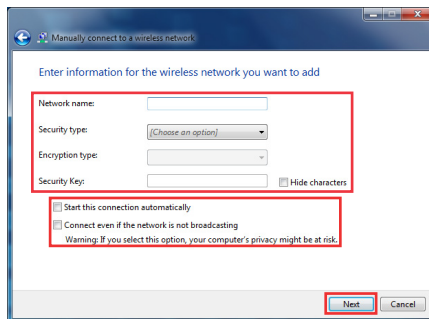 Manually connect to a wireless network
Enter information for the wireless network you want to add
Network name:
Security type:
[Choose an option]
Encryption type:
Security Key:
Hide characters
Start this connection automatically
Connect even if the network is not broadcasting
Warning: If you select this option, your computer's privacy might be at risk.
Next
Cancel